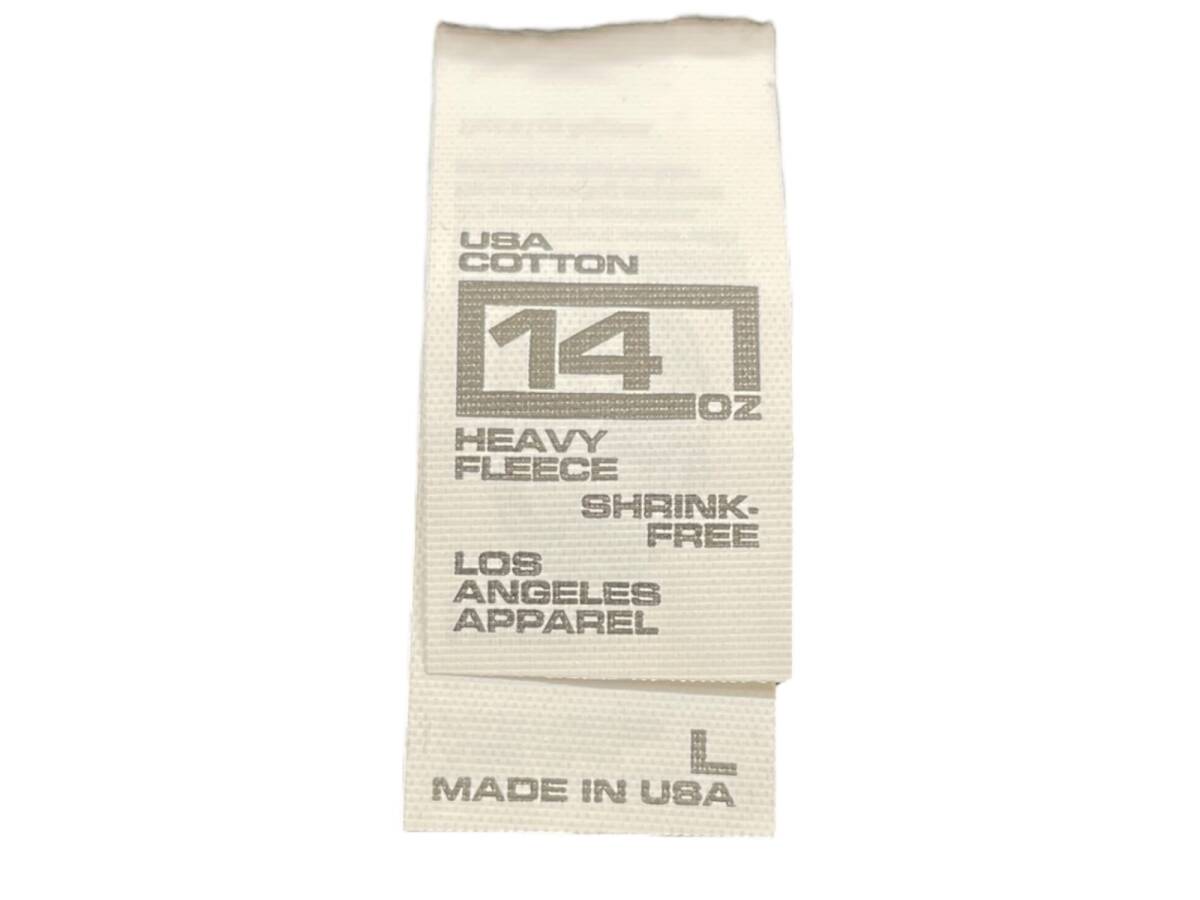 USA
COTTON
14
OZ
HEAVY
FLEECE
SHRINK-
FREE
LOS
ANGELES
APPAREL
L
MADE IN USA